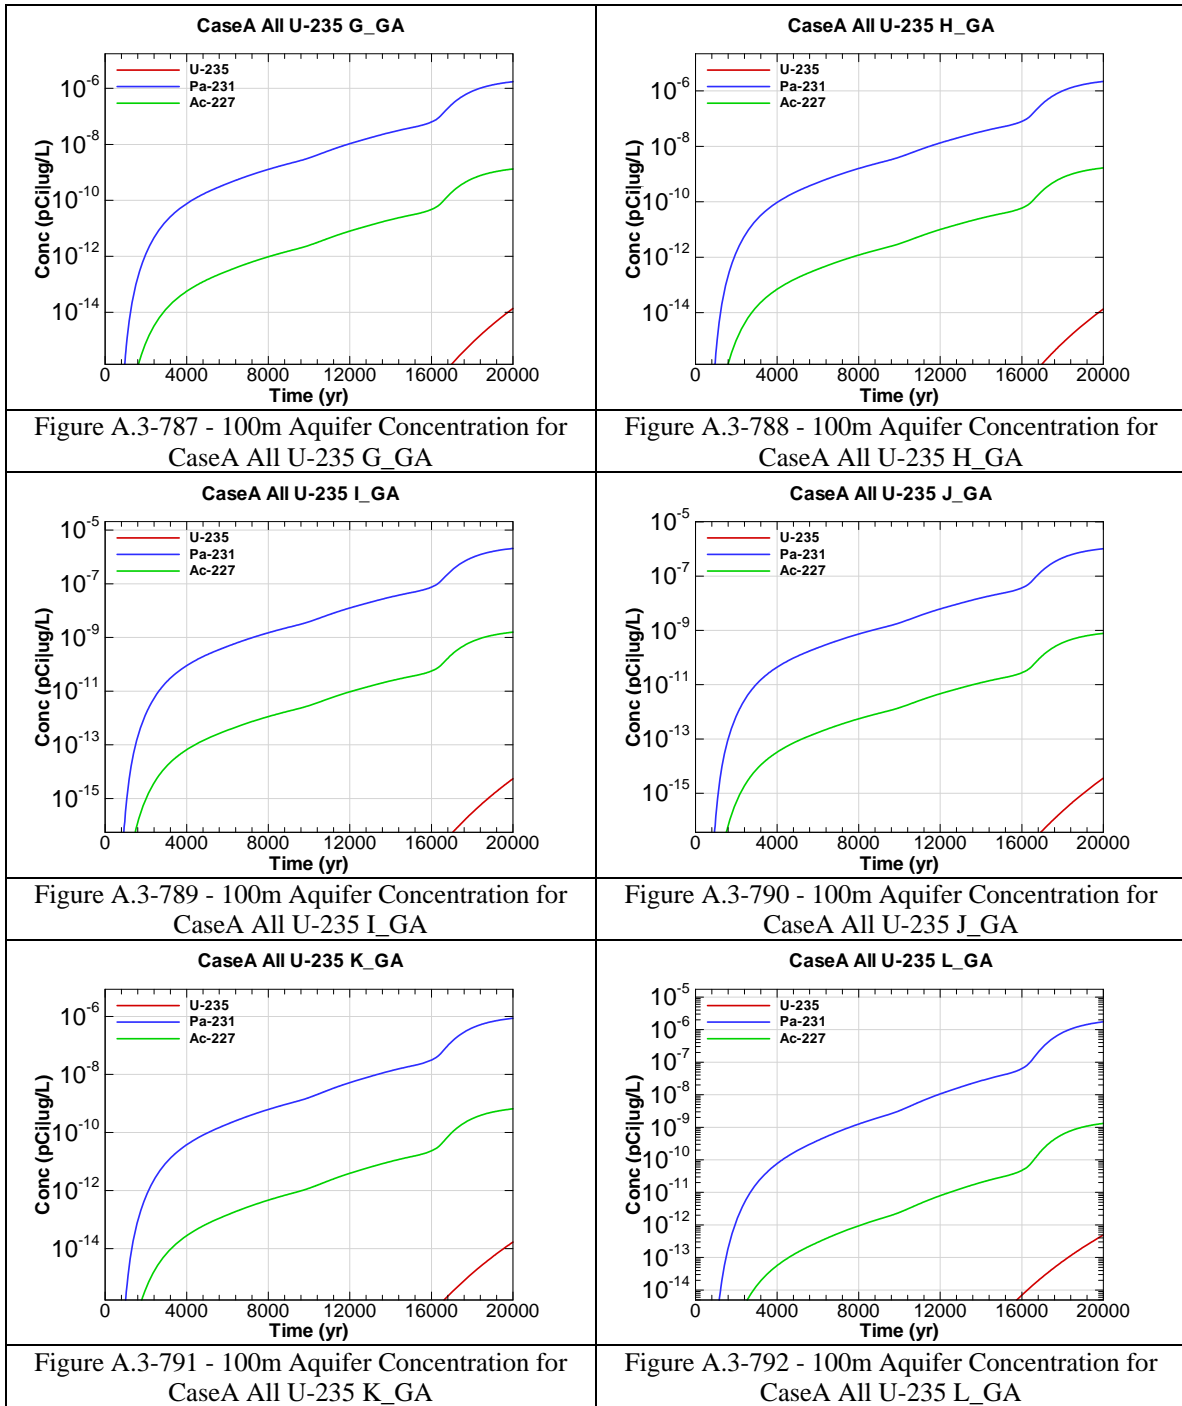 CaseA All U-235 G_GA
U-235
Pa-231
Ac-227
Conc (pCi|ug/L)
10^-6
10^-8
10^-10
10^-12
10^-14
0 4000 8000 12000 16000 20000
Time (yr)
Figure A.3-787 - 100m Aquifer Concentration for
CaseA All U-235 G_GA
CaseA All U-235 H_GA
U-235
Pa-231
Ac-227
Conc (pCi|ug/L)
10^-6
10^-8
10^-10
10^-12
10^-14
0 4000 8000 12000 16000 20000
Time (yr)
Figure A.3-788 - 100m Aquifer Concentration for
CaseA All U-235 H_GA
CaseA All U-235 I_GA
U-235
Pa-231
Ac-227
Conc (pCi|ug/L)
10^-5
10^-7
10^-9
10^-11
10^-13
10^-15
0 4000 8000 12000 16000 20000
Time (yr)
Figure A.3-789 - 100m Aquifer Concentration for
CaseA All U-235 I_GA
CaseA All U-235 J_GA
U-235
Pa-231
Ac-227
Conc (pCi|ug/L)
10^-5
10^-7
10^-9
10^-11
10^-13
10^-15
0 4000 8000 12000 16000 20000
Time (yr)
Figure A.3-790 - 100m Aquifer Concentration for
CaseA All U-235 J_GA
CaseA All U-235 K_GA
U-235
Pa-231
Ac-227
Conc (pCi|ug/L)
10^-6
10^-8
10^-10
10^-12
10^-14
0 4000 8000 12000 16000 20000
Time (yr)
Figure A.3-791 - 100m Aquifer Concentration for
CaseA All U-235 K_GA
CaseA All U-235 L_GA
U-235
Pa-231
Ac-227
Conc (pCi|ug/L)
10^-5
10^-6
10^-7
10^-8
10^-9
10^-10
10^-11
10^-12
10^-13
10^-14
0 4000 8000 12000 16000 20000
Time (yr)
Figure A.3-792 - 100m Aquifer Concentration for
CaseA All U-235 L_GA